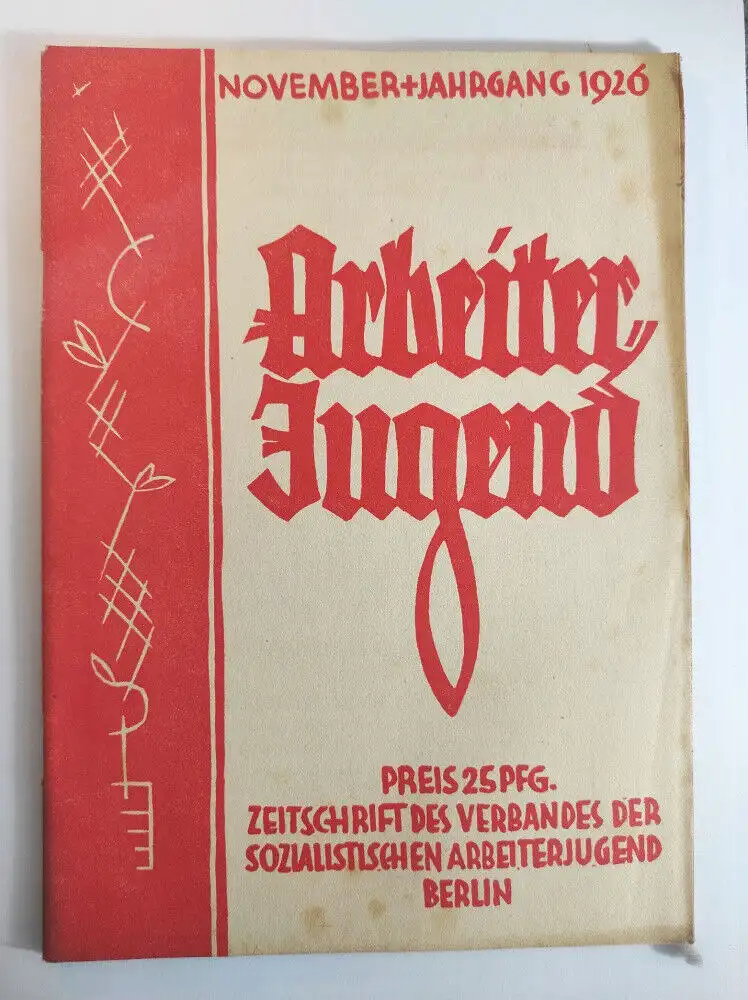 NOVEMBER+JAHRGANG 1926
Arbeiter,
Jugend
PREIS 25 PFG.
ZEITSCHRIFT DES VERBANDES DER
SOZIALISTISCHEN ARBEITERJUGEND
BERLIN